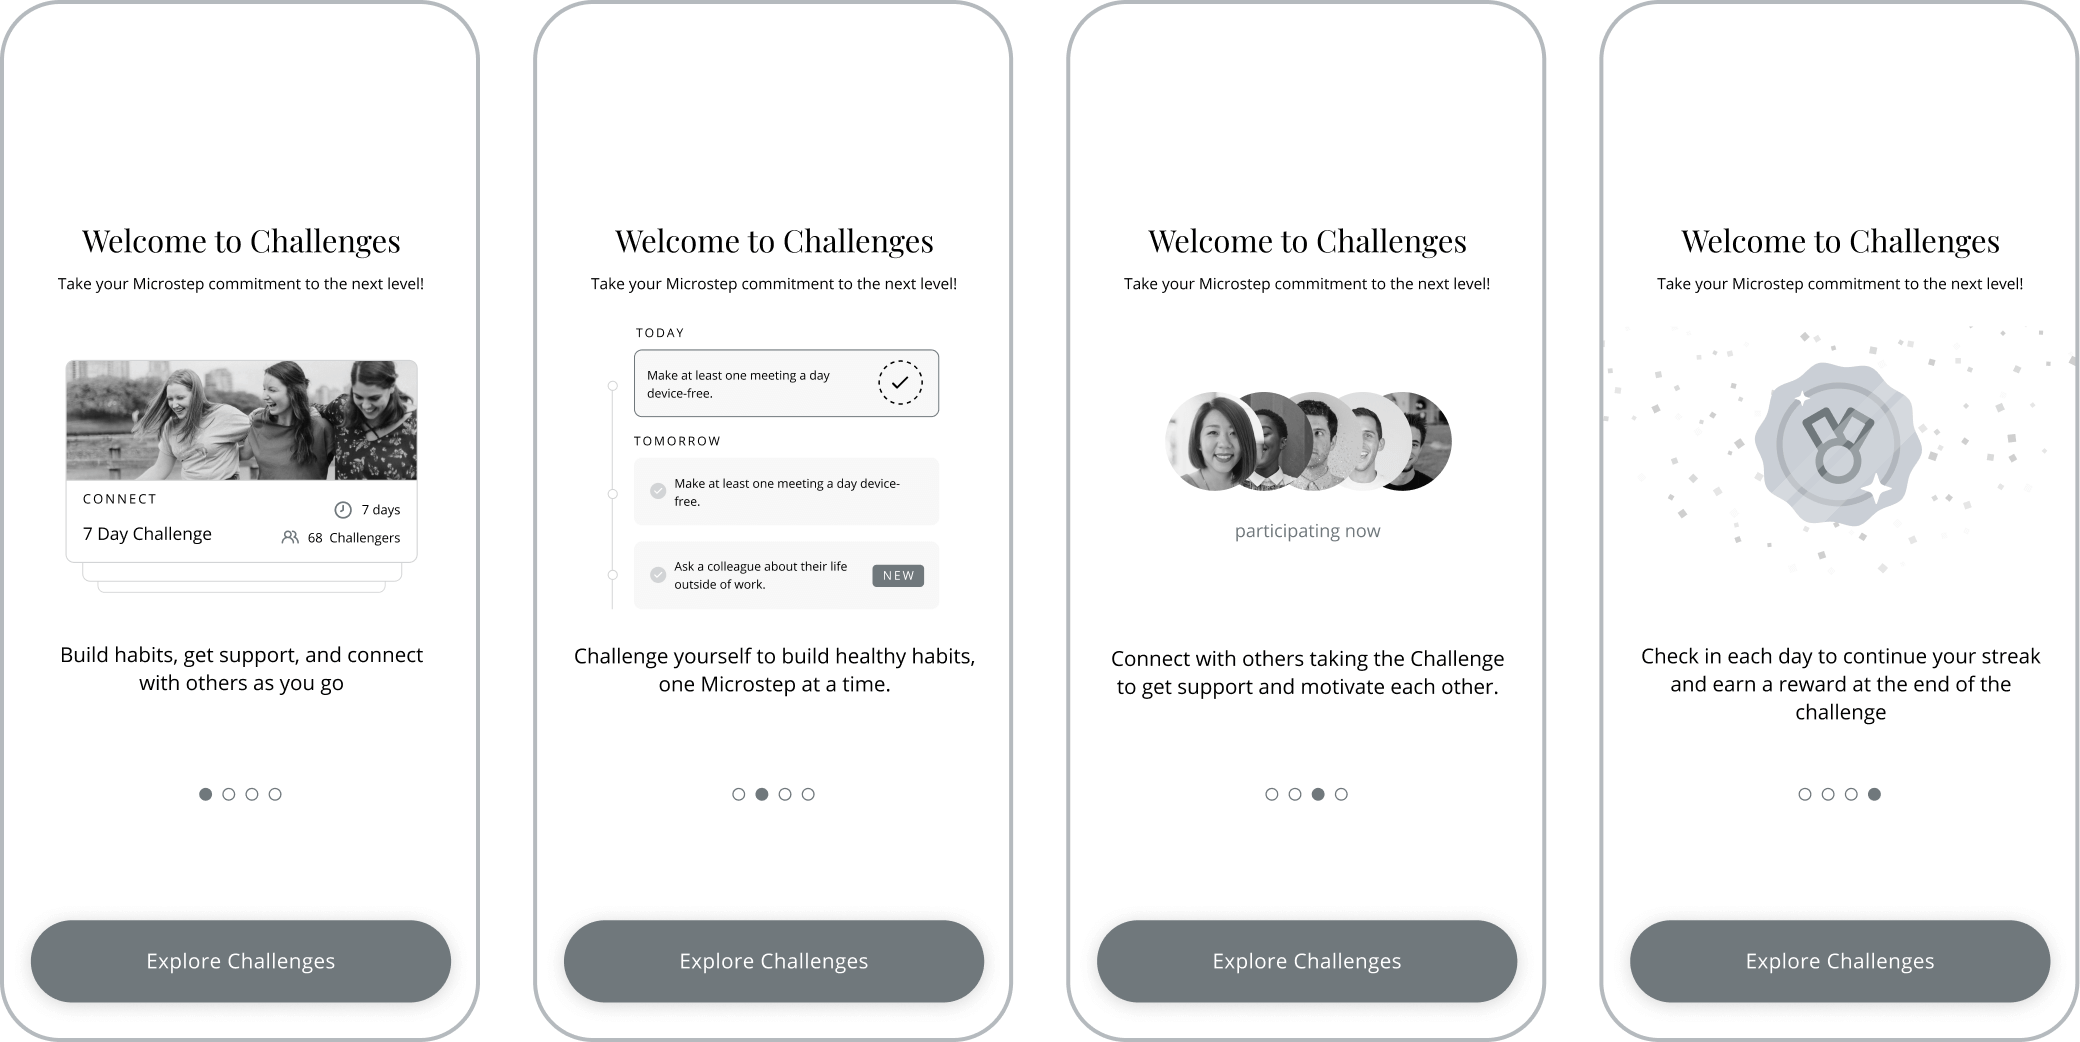 Welcome to Challenges
Take your Microstep commitment to the next level!
CONNECT
7 Day Challenge
7 days
68 Challengers
Build habits, get support, and connect
with others as you go
Explore Challenges
Welcome to Challenges
Take your Microstep commitment to the next level!
TODAY
Make at least one meeting a day
device-free.
TOMORROW
Make at least one meeting a day device-
free.
Ask a colleague about their life
outside of work.
NEW
Challenge yourself to build healthy habits,
one Microstep at a time.
Explore Challenges
Welcome to Challenges
Take your Microstep commitment to the next level!
participating now
Connect with others taking the Challenge
to get support and motivate each other.
Explore Challenges
Welcome to Challenges
Take your Microstep commitment to the next level!
Check in each day to continue your streak
and earn a reward at the end of the
challenge
Explore Challenges